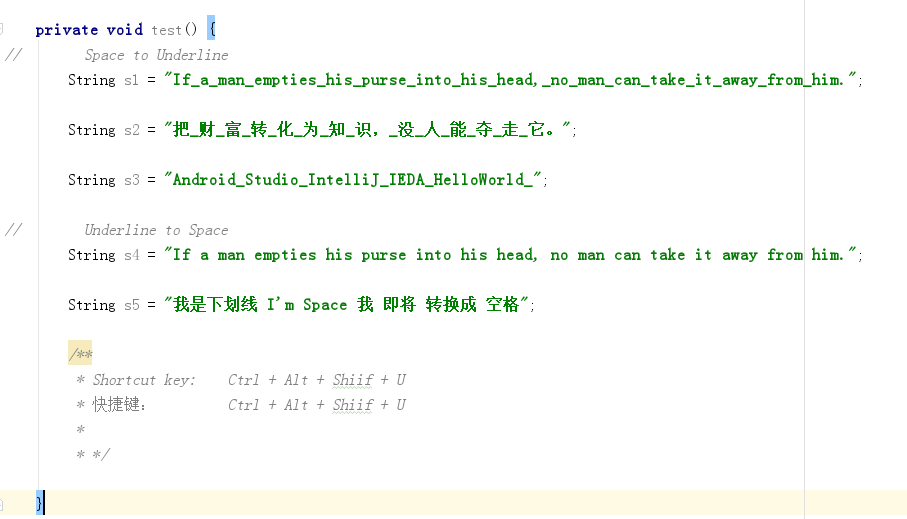 private void test() {
//        Space to Underline
String s1 = "If_a_man_empties_his_purse_into_his_head,_no_man_can_take_it_away_from_him.";
String s2 = "把_财_富_转_化_为_知_识，_没_人_能_夺_走_它。";
String s3 = "Android_Studio_IntelliJ_IEDA_HelloWorld_";
//        Underline to Space
String s4 = "If a man empties his purse into his head, no man can take it away from him.";
String s5 = "我是下划线 I'm Space 我 即将 转换成 空格";
/**
* Shortcut key:    Ctrl + Alt + Shiif + U
* 快捷键：          Ctrl + Alt + Shiif + U
*
* */
}